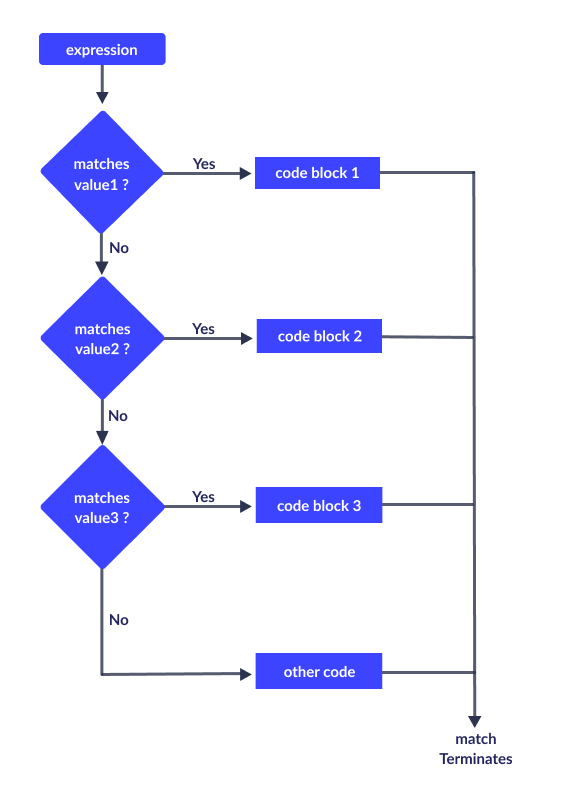 expression
matches
value1 ?
Yes
code block 1
No
matches
value2 ?
Yes
code block 2
No
matches
value3 ?
Yes
code block 3
No
other code
match
Terminates